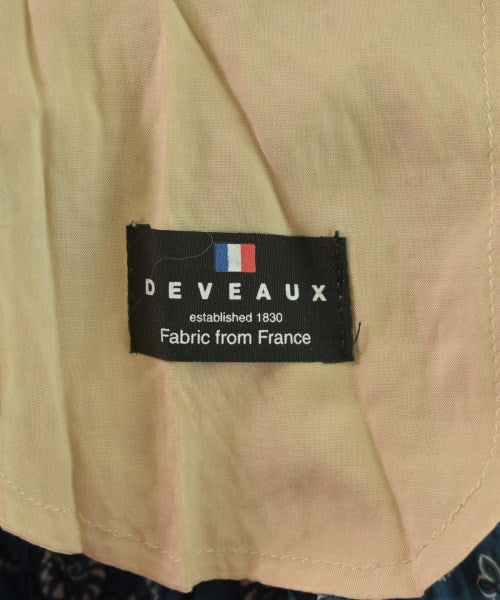 DEVEAUX
established 1830
Fabric from France